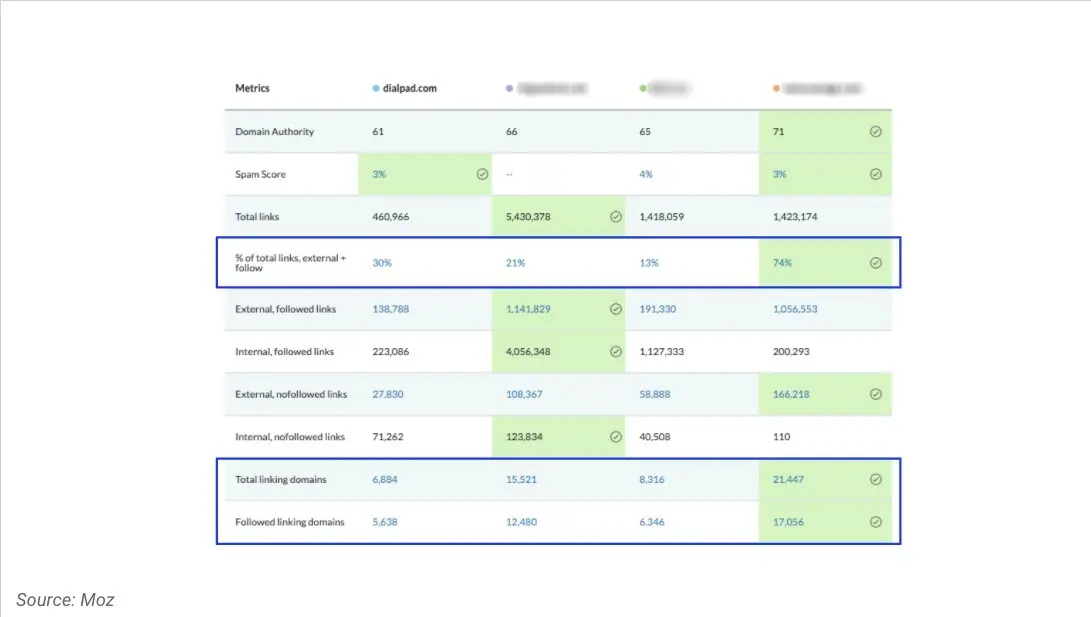 Metrics dialpad.com
Domain Authority 61 66 65 71
Spam Score 3% -- 4% 3%
Total links 460,966 5,430,378 1,418,059 1,423,174
% of total links, external +
follow 30% 21% 13% 74%
External, followed links 138,788 1,141,829 191,330 1,056,553
Internal, followed links 223,086 4,056,348 1,127,333 200,293
External, nofollowed links 27,830 108,367 58,888 166,218
Internal, nofollowed links 71,262 123,834 40,508 110
Total linking domains 6,884 15,521 8,316 21,447
Followed linking domains 5,638 12,480 6,346 17,056
Source: Moz